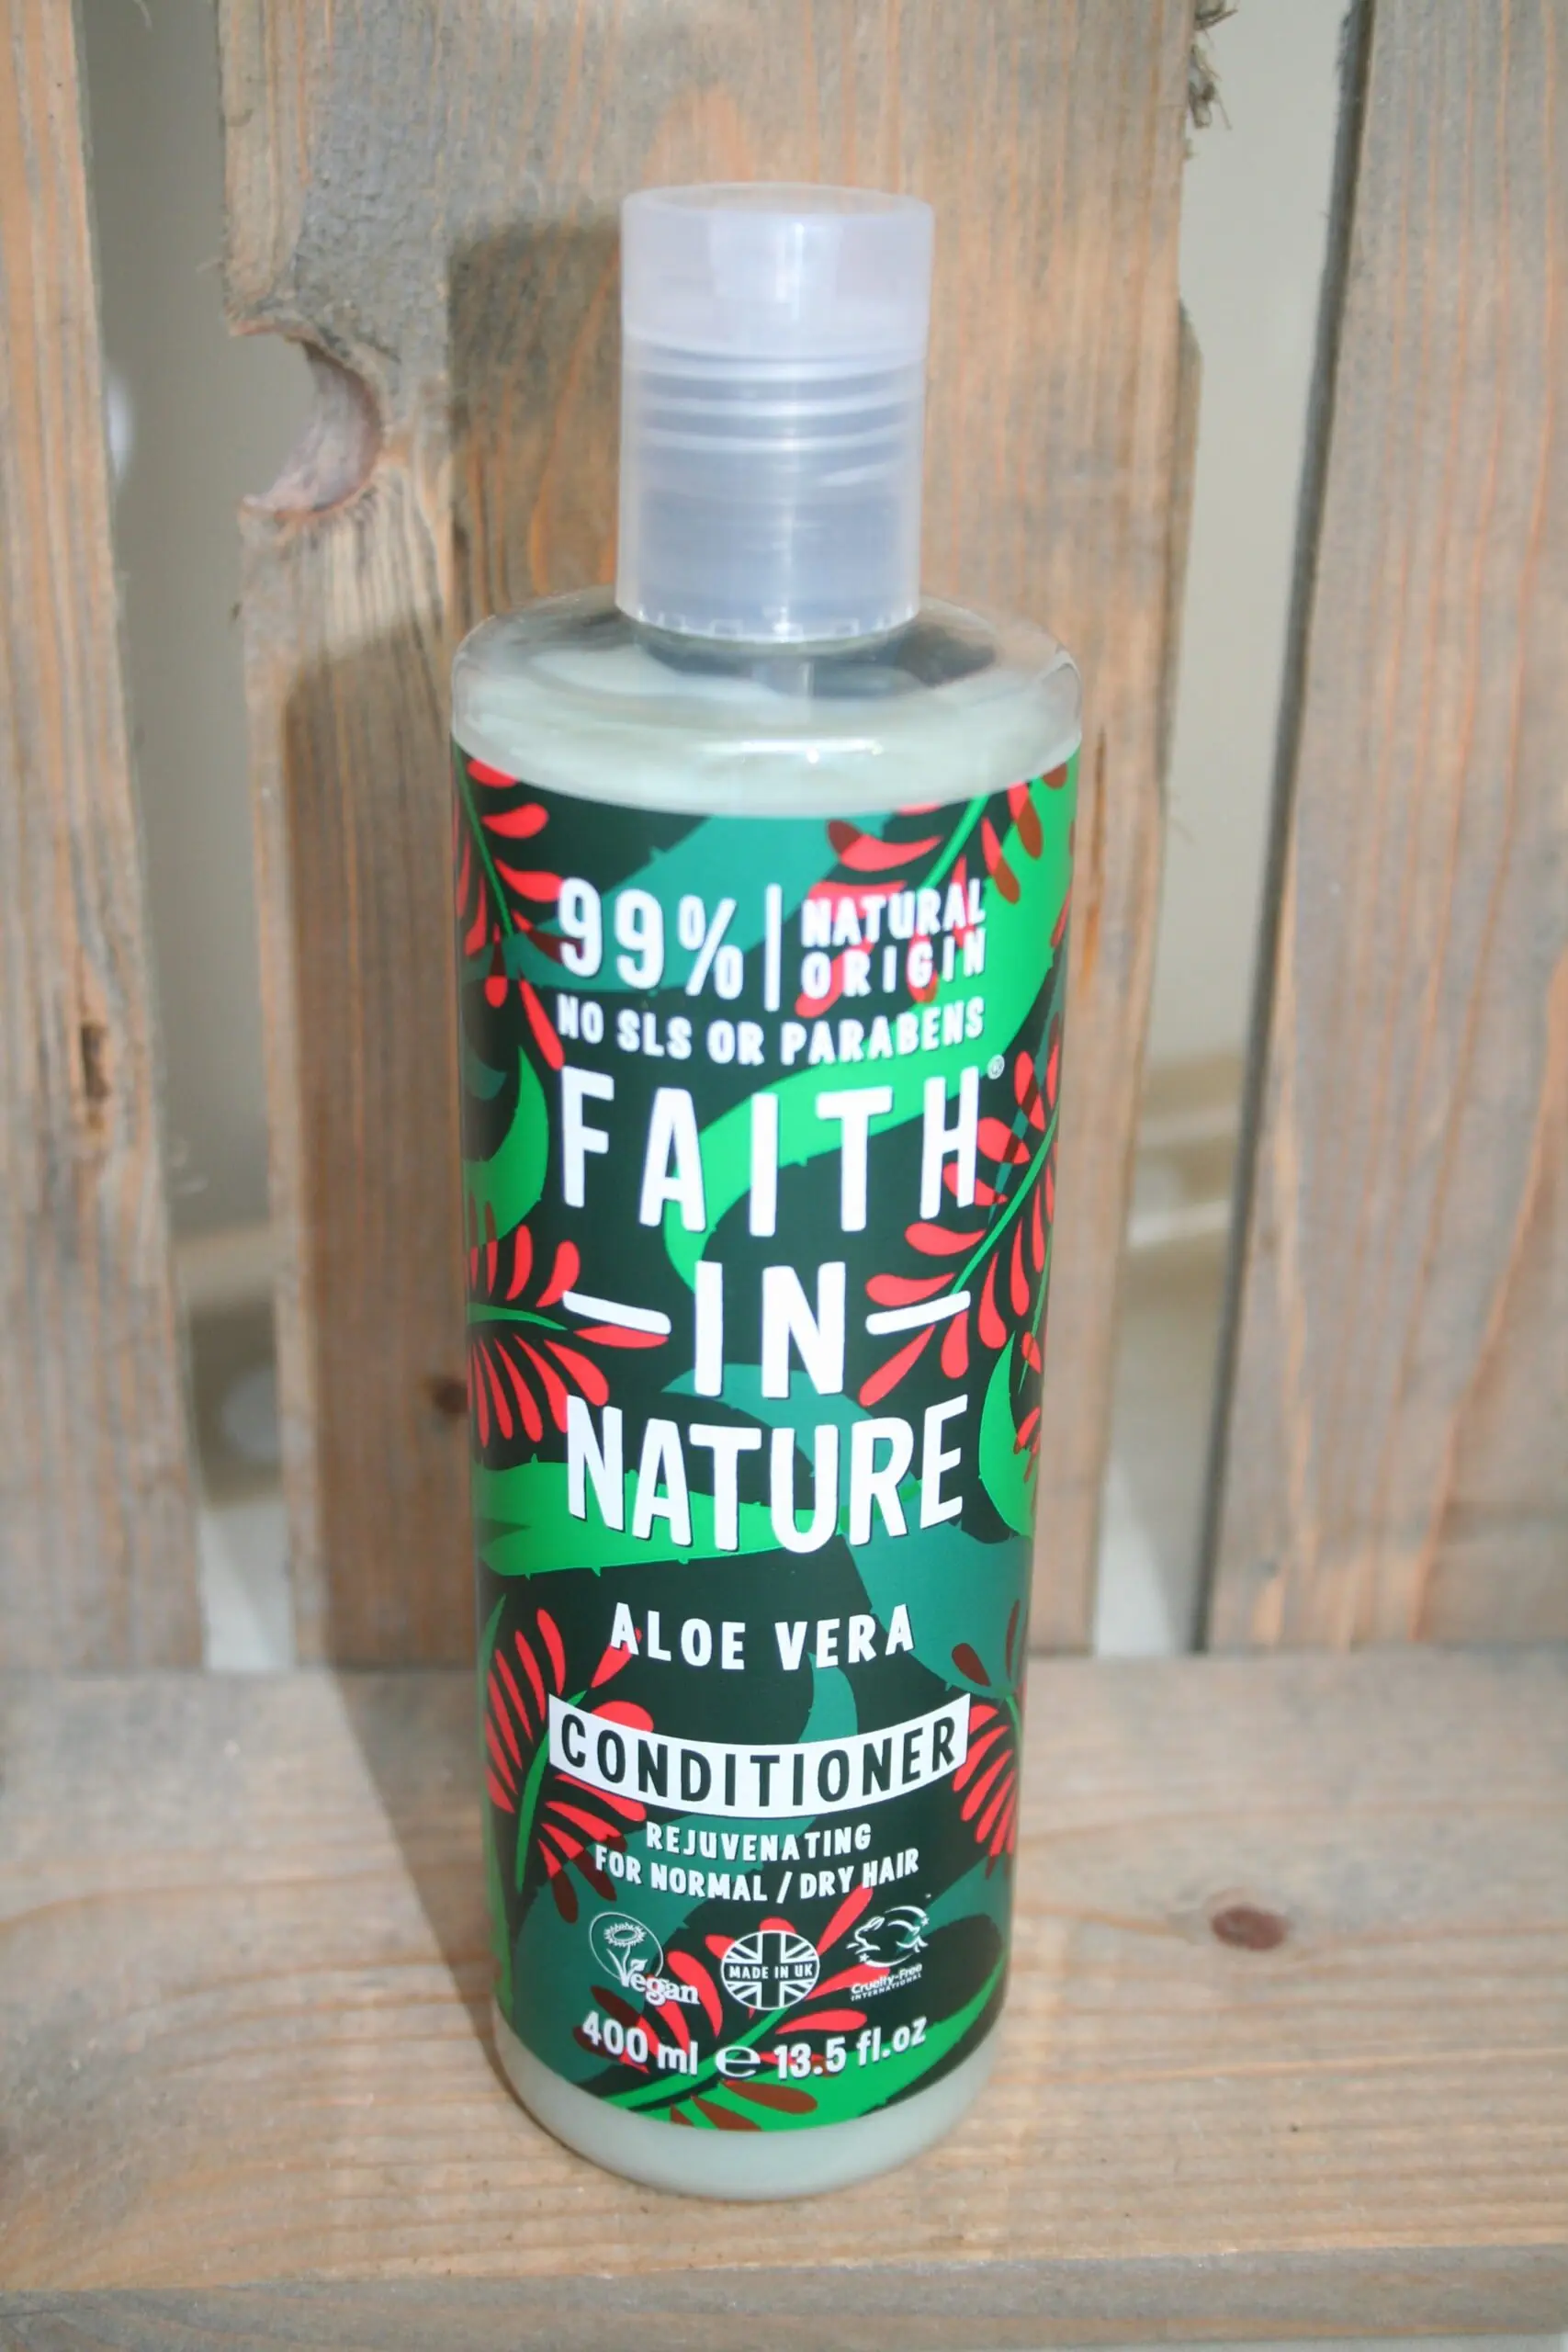 99% | NATURAL
ORIGIN
NO SLS OR PARABENS
FAITH®
IN
NATURE
ALOE VERA
CONDITIONER
REJUVENATING
FOR NORMAL / DRY HAIR
Vegan
MADE IN UK
Cruelty-Free
INTERNATIONAL
400 ml ℮ 13.5 fl.oz